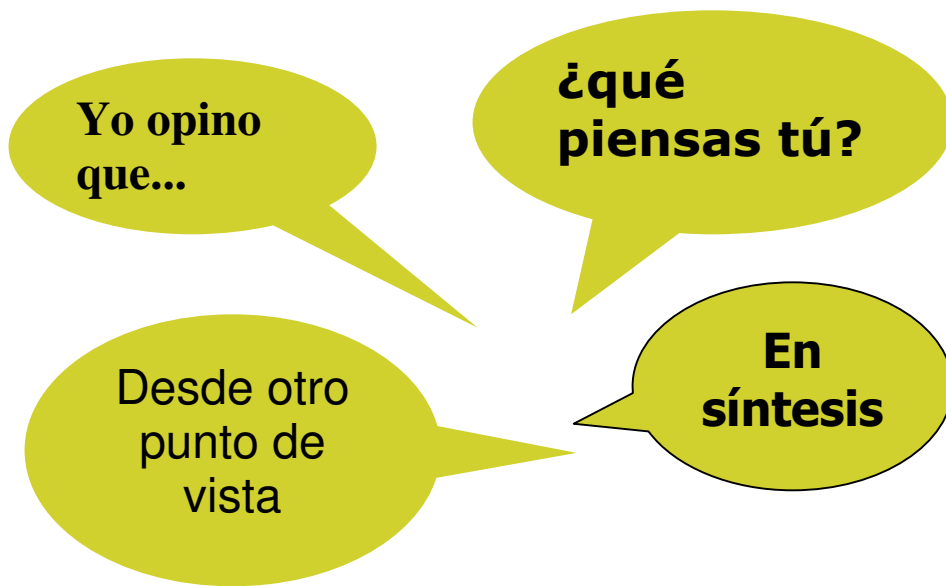 Yo opino
que...
¿qué
piensas tú?
Desde otro
punto de
vista
En
síntesis